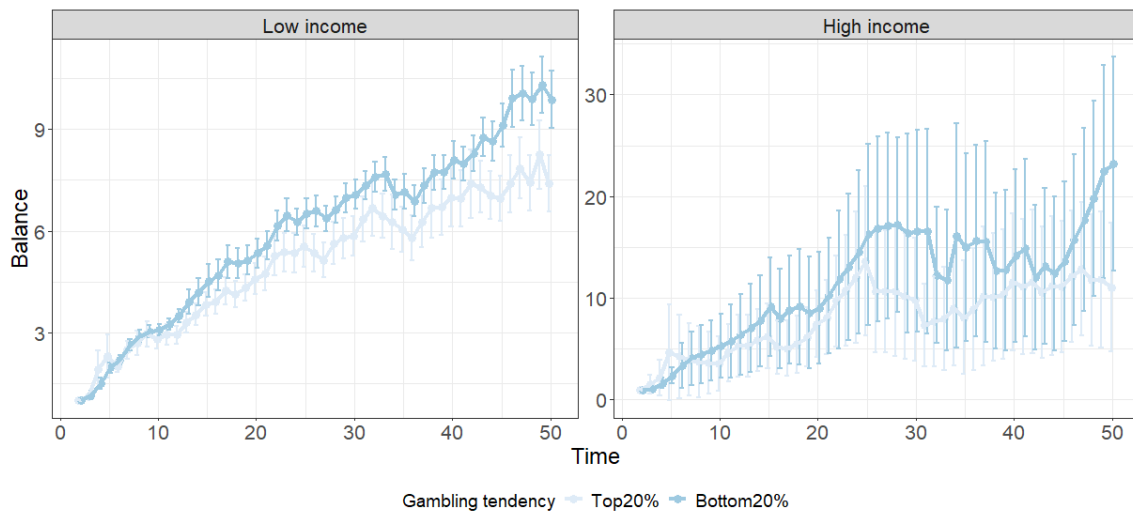 Low income
High income
Balance
9
6
3
30
20
10
0
0 10 20 30 40 50
0 10 20 30 40 50
Time
Gambling tendency Top20% Bottom20%